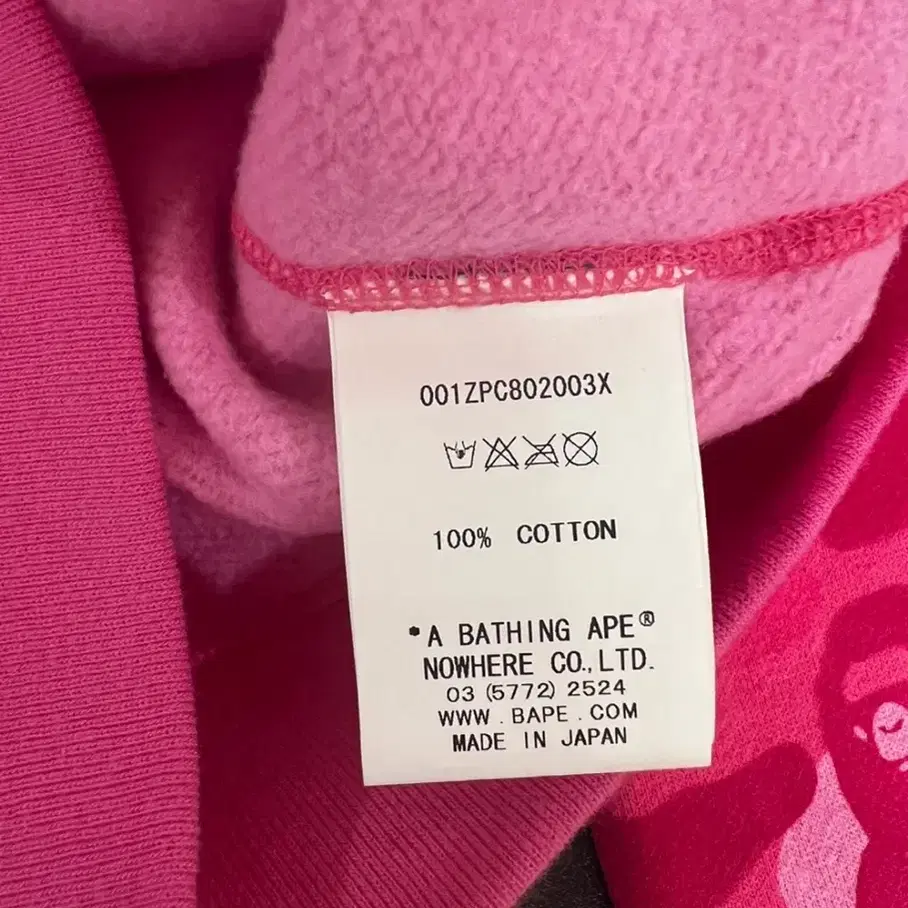 001ZPC802003X
100% COTTON
*A BATHING APE®
NOWHERE CO.,LTD.
03 (5772) 2524
WWW.BAPE.COM
MADE IN JAPAN